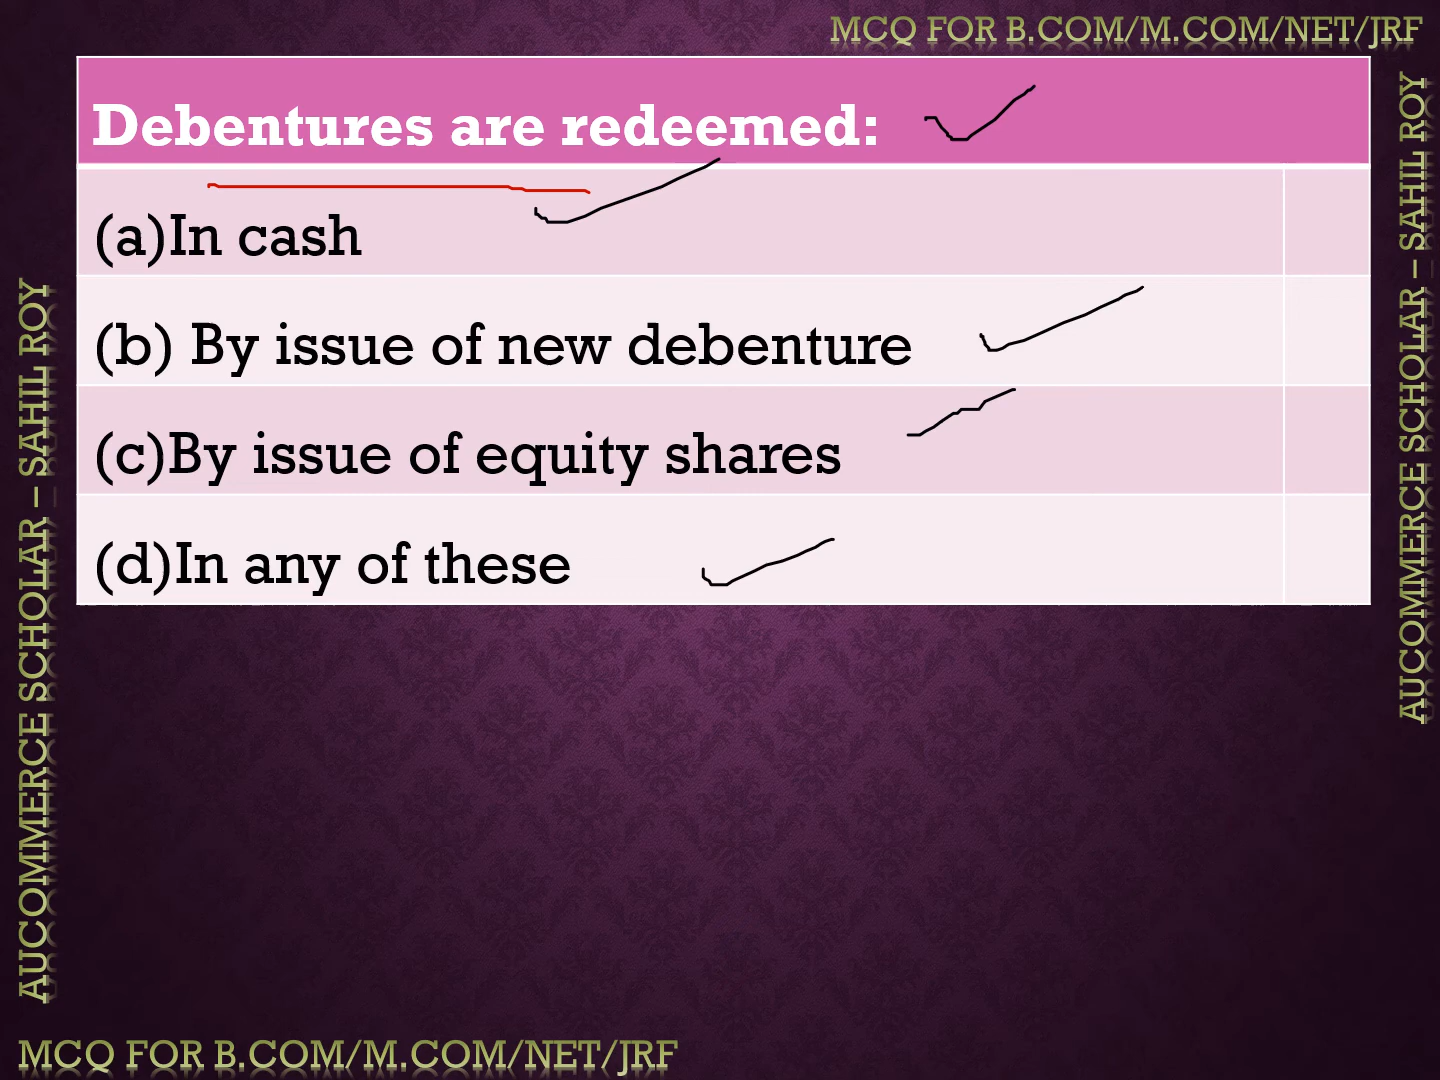 MCQ FOR B.COM/M.COM/NET/JRF
Debentures are redeemed:
(a)In cash
(b) By issue of new debenture
(c)By issue of equity shares
(d)In any of these
AUCOMMERCE SCHOLAR – SAHIL ROY
AUCOMMERCE SCHOLAR – SAHIL ROY
MCQ FOR B.COM/M.COM/NET/JRF